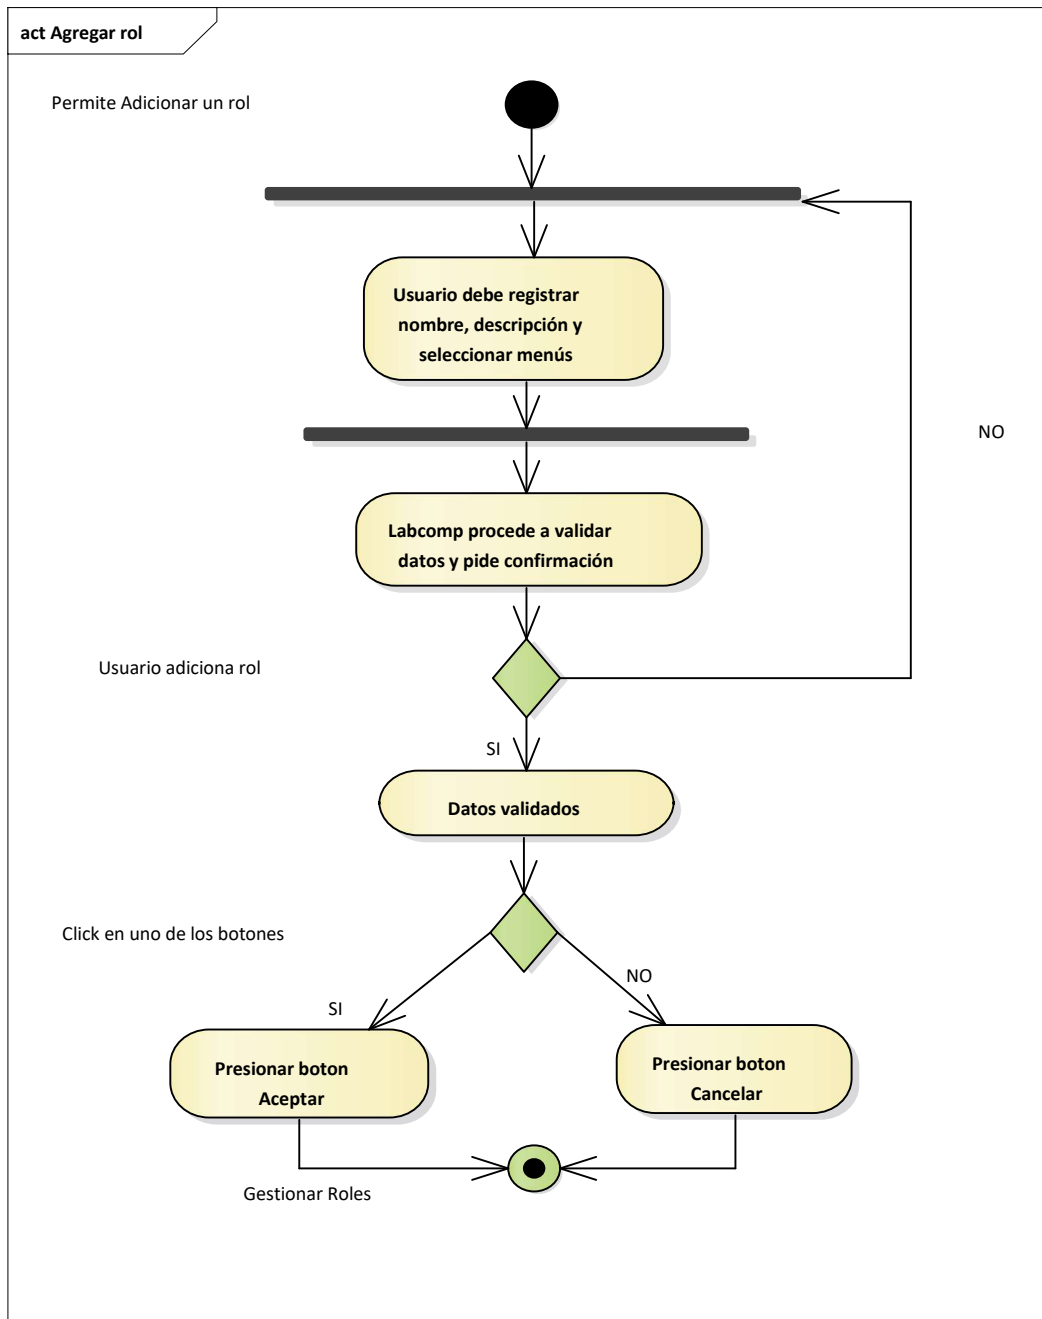 act Agregar rol
Permite Adicionar un rol
Usuario debe registrar
nombre, descripción y
seleccionar menús
NO
Labcomp procede a validar
datos y pide confirmación
Usuario adiciona rol
SI
Datos validados
Click en uno de los botones
NO
SI
Presionar boton
Aceptar
Presionar boton
Cancelar
Gestionar Roles